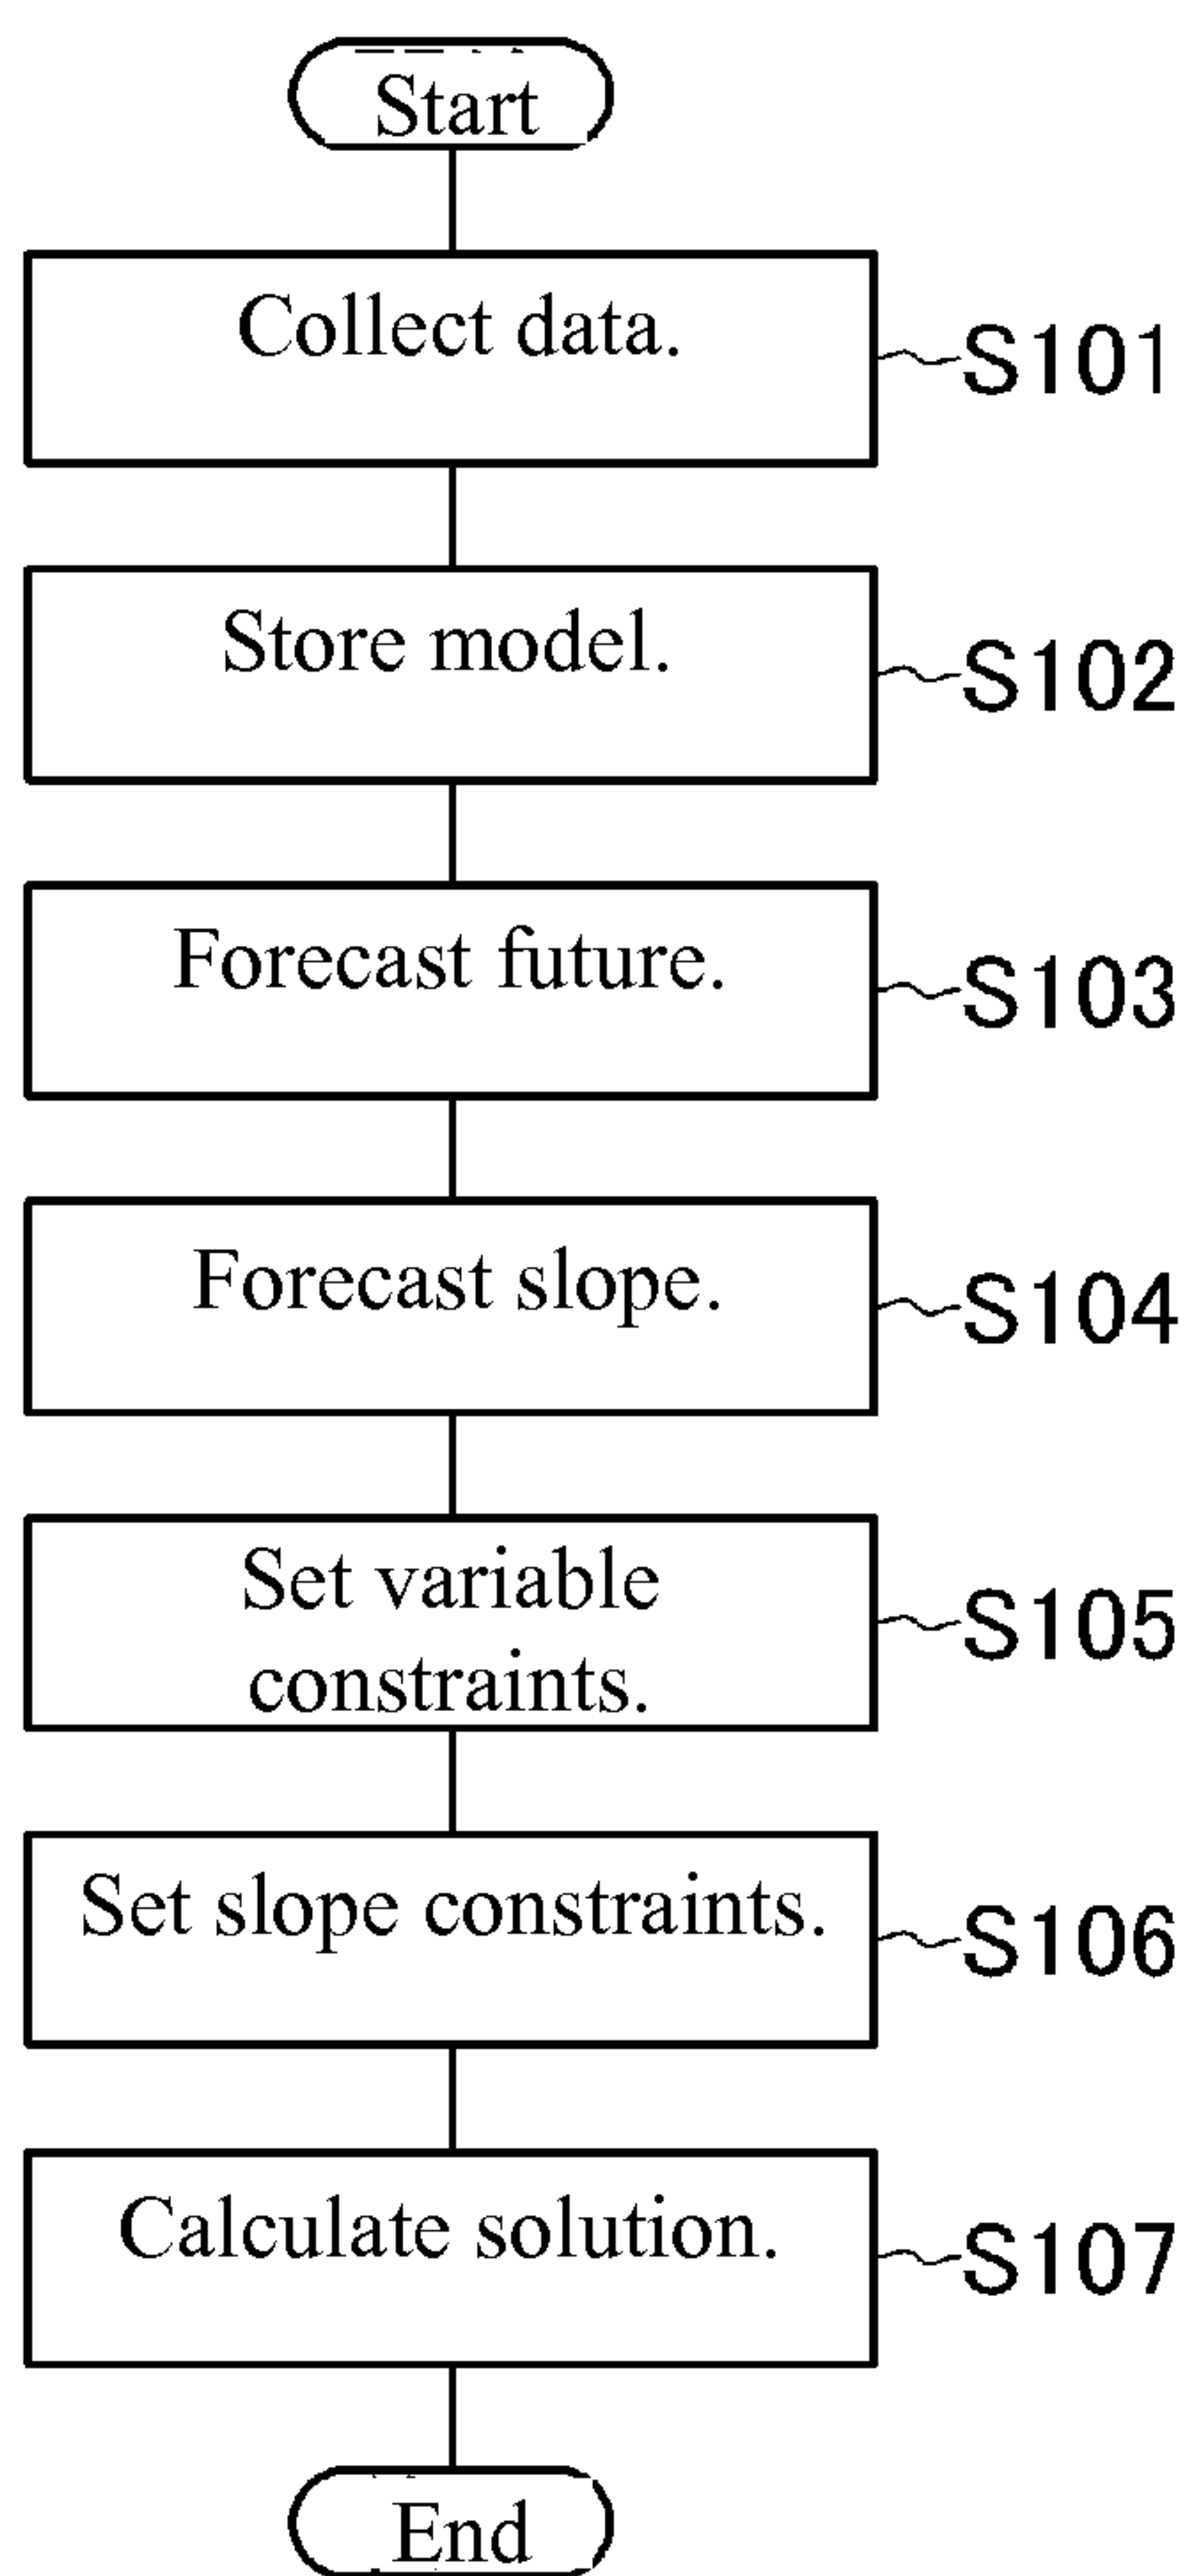 Start
Collect data.
S101
Store model.
S102
Forecast future.
S103
Forecast slope.
S104
Set variable
constraints.
S105
Set slope constraints.
S106
Calculate solution.
S107
End